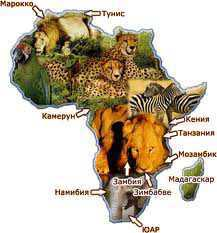 Марокко
Тунис
Камерун
Кения
Танзания
Мозамбик
Мадагаскар
Замбия
Намибия
Зимбабве
ЮАР